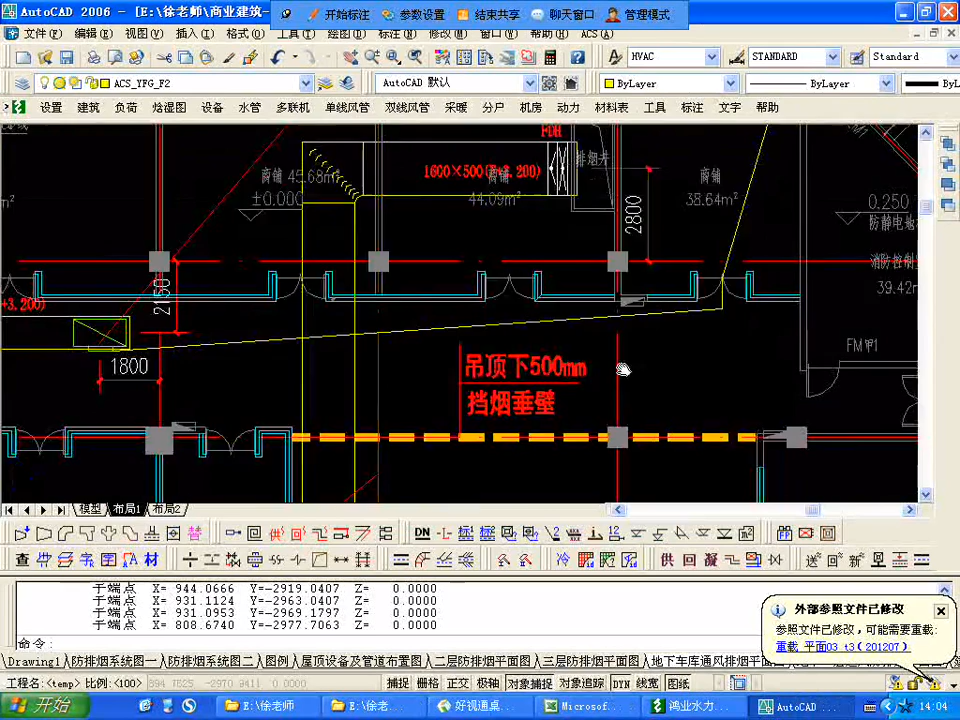 AutoCAD 2006 - [E:\徐老师\商业建筑-
开始标注 参数设置 结束共享 聊天窗口 管理模式
文件(F) 编辑(E) 视图(V) 插入(I) 格式(O) 工具(T) 绘图(D) 标注(N) 修改(M) 窗口(W) 帮助(H) ACS(A)
HVAC STANDARD Standard
ACS_YFG_F2 AutoCAD 默认 ByLayer ByLayer ByL
设置 建筑 负荷 焓湿图 设备 水管 多联机 单线风管 双线风管 采暖 分户 机房 动力 材料表 工具 标注 文字 帮助
FDH
排烟井
商铺 45.68m²
±0.000
商铺
44.09m²
商铺
38.64m²
2800
0.250
防静电地
消防控制
39.42m
+3.200)
2150
1800
FM甲1
吊顶下500mm
挡烟垂壁
模型 布局1 布局2
DN
于端点 X= 944.0666 Y=-2919.0407 Z= 0.0000
于端点 X= 931.1124 Y=-2963.0407 Z= 0.0000
于端点 X= 931.0953 Y=-2969.1797 Z= 0.0000
于端点 X= 808.6740 Y=-2977.7063 Z= 0.0000
命令:
外部参照文件已修改
参照文件已修改，可能需要重载:
重载 平面03_t3(201207)
Drawing1 防排烟系统图一 防排烟系统图二 图例 屋顶设备及管道布置图 二层防排烟平面图 三层防排烟平面图 地下车库通风排烟平面
工程名:<temp> 比例:<100> 捕捉 栅格 正交 极轴 对象捕捉 对象追踪 DYN 线宽 图纸
开始 E:\徐老师 E:\徐老... 好视通桌... Microsof... 鸿业水力... AutoCAD ... 14:04